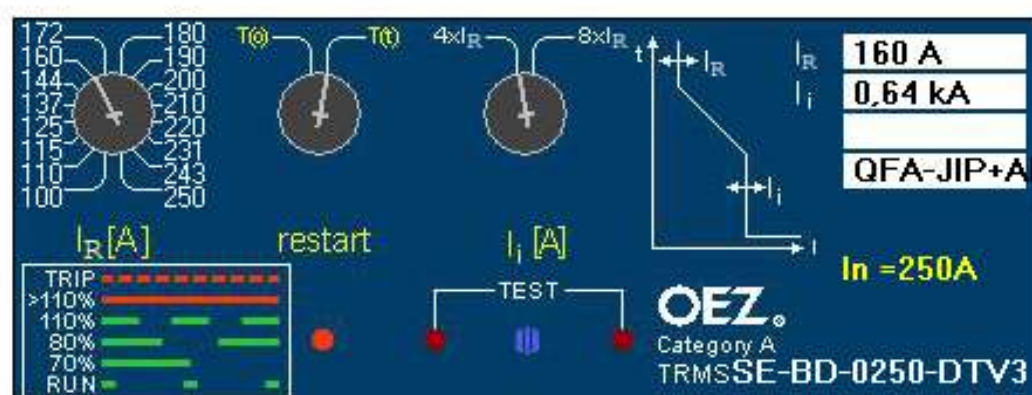 172 180 T(o) T(t) 4xIR 8xIR t IR IR 160 A
160 190 Ii 0,64 kA
144 200
137 210
125 220
115 231 QFA-JIP+A
110 243 Ii
100 250
IR[A] restart Ii [A] I
In =250A
TRIP
>110% TEST
110%
80% OEZ®
70% Category A
RUN TRMS SE-BD-0250-DTV3